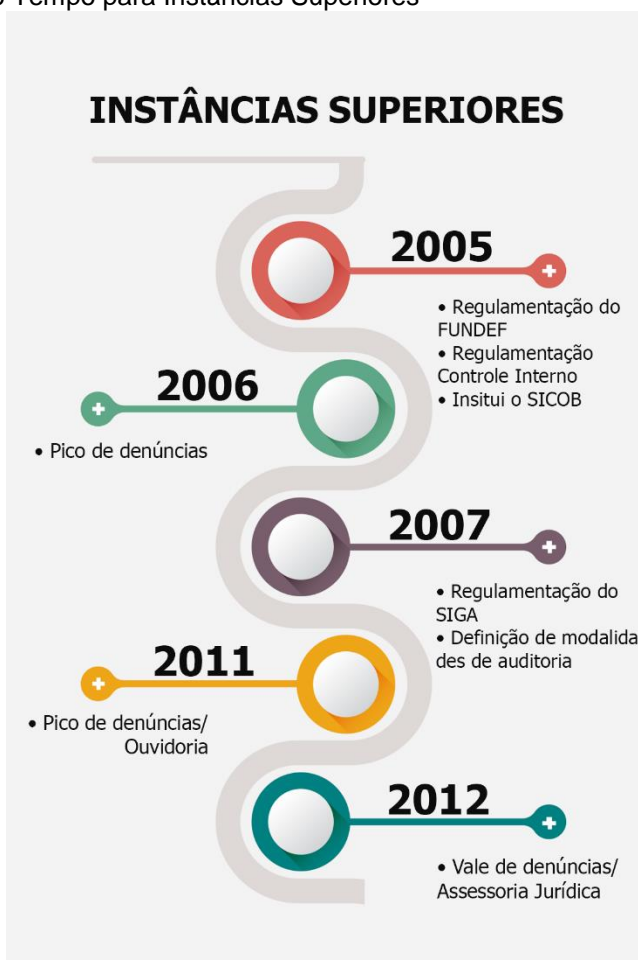 Tempo para Instâncias Superiores
INSTÂNCIAS SUPERIORES
2005
• Regulamentação do
FUNDEF
• Regulamentação
Controle Interno
• Insitui o SICOB
2006
• Pico de denúncias
2007
• Regulamentação do
SIGA
• Definição de modalida
des de auditoria
2011
• Pico de denúncias/
Ouvidoria
2012
• Vale de denúncias/
Assessoria Jurídica